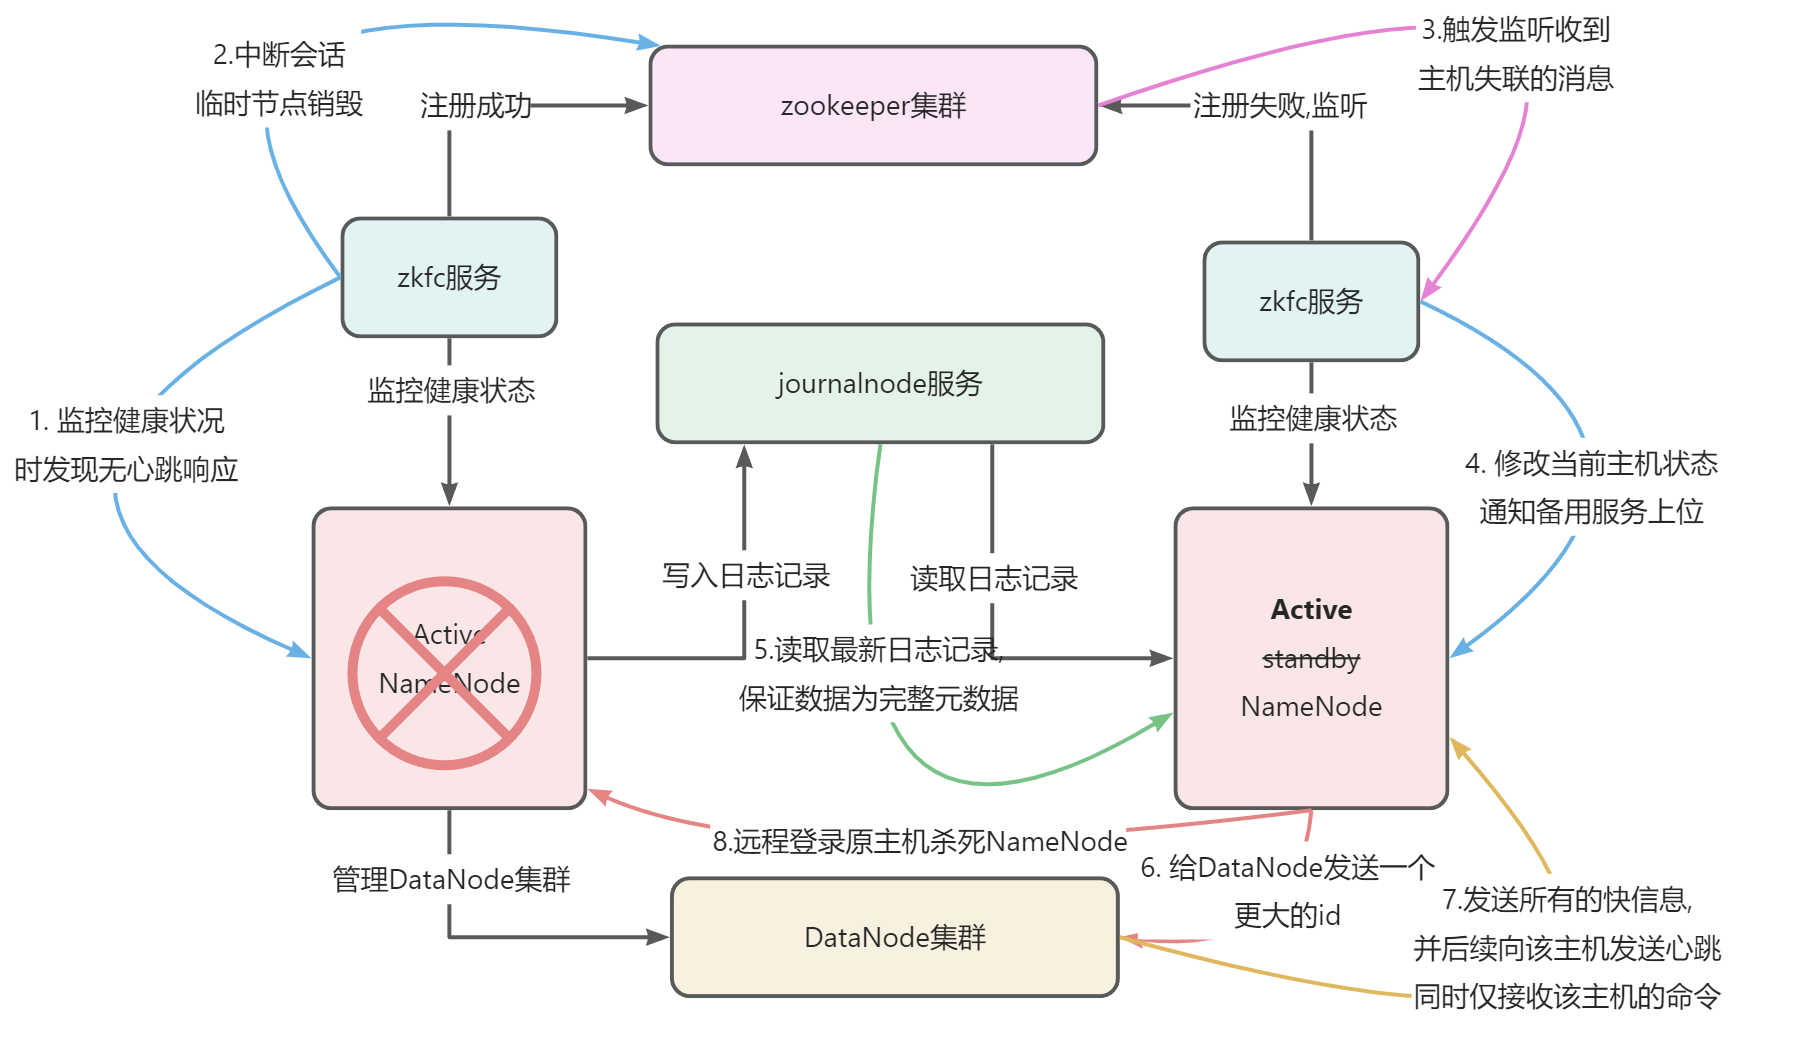 2.中断会话
临时节点销毁
注册成功
zookeeper集群
注册失败,监听
3.触发监听收到
主机失联的消息
zkfc服务
zkfc服务
监控健康状态
journalnode服务
监控健康状态
1. 监控健康状况
时发现无心跳响应
4. 修改当前主机状态
通知备用服务上位
写入日志记录
读取日志记录
Active
NameNode
5.读取最新日志记录,
保证数据为完整元数据
Active
standby
NameNode
8.远程登录原主机杀死NameNode
6. 给DataNode发送一个
更大的id
管理DataNode集群
DataNode集群
7.发送所有的快信息,
并后续向该主机发送心跳
同时仅接收该主机的命令